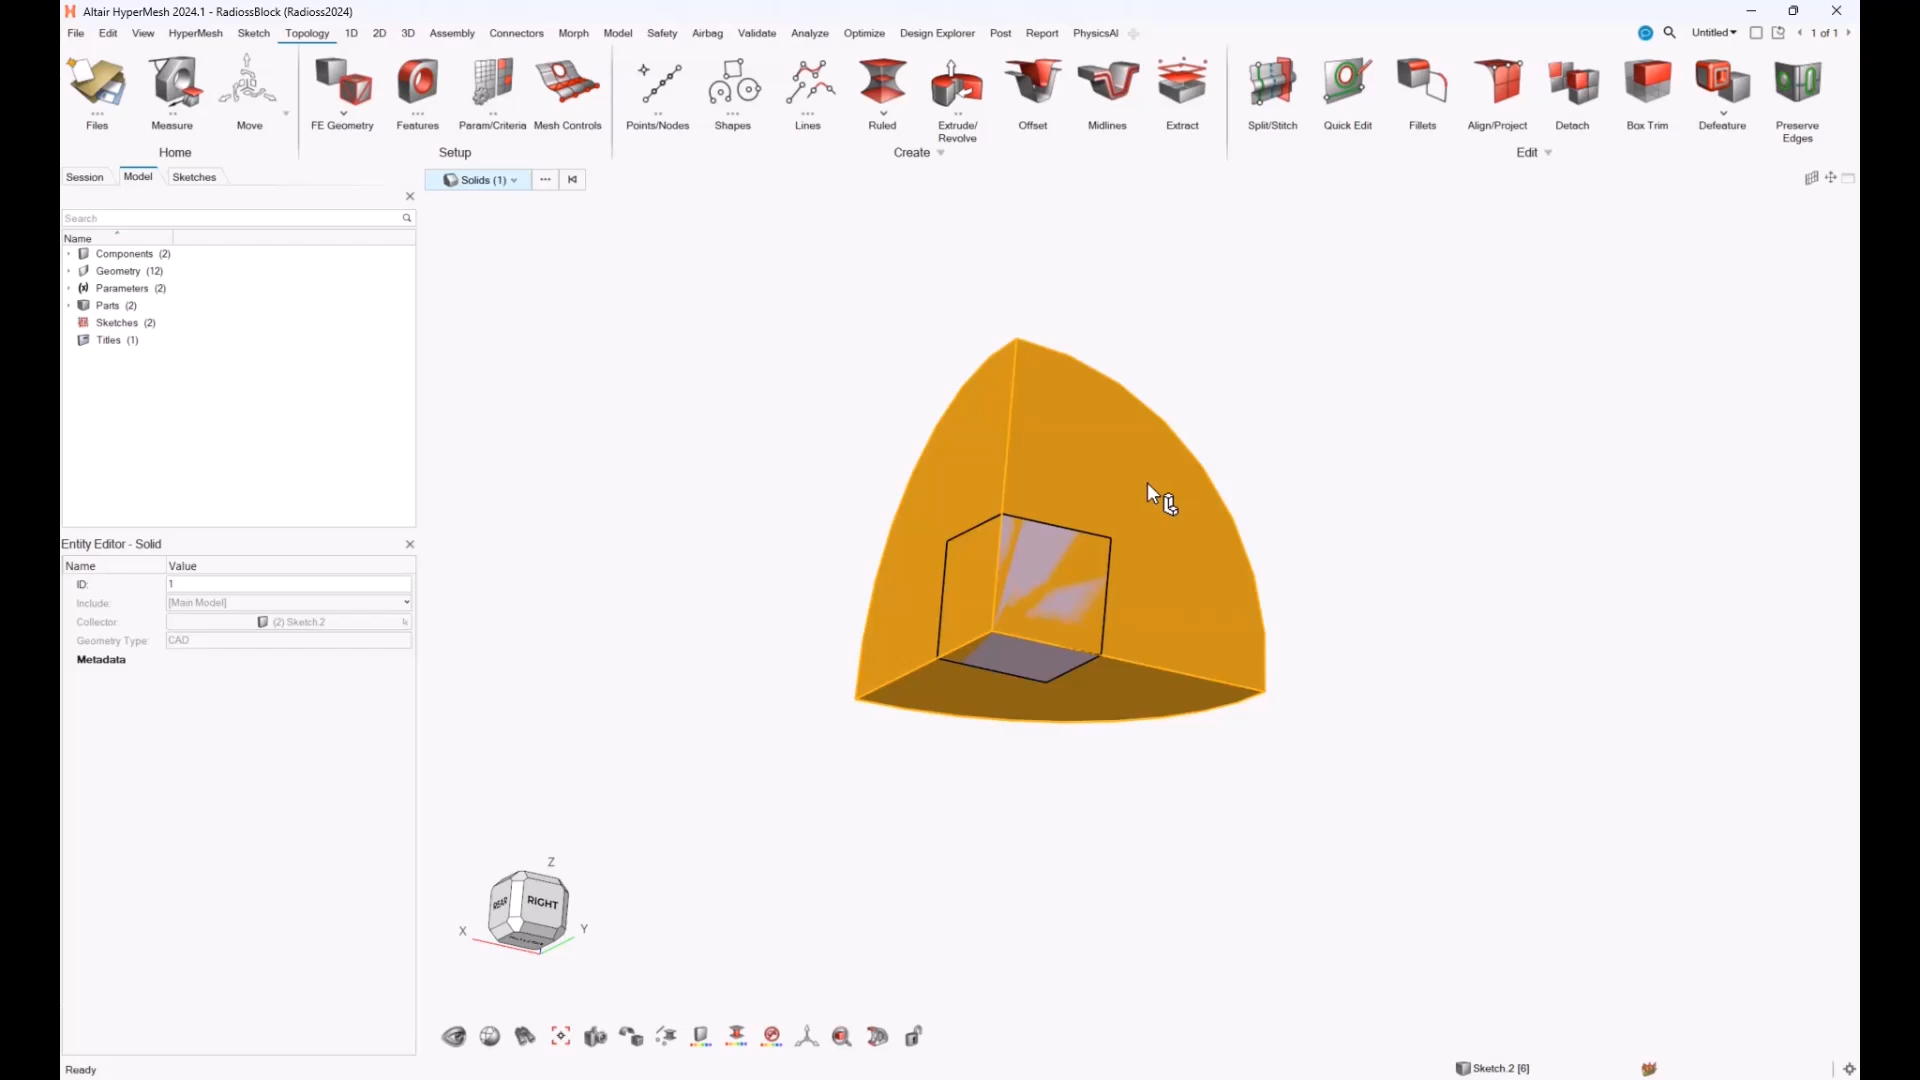 Altair HyperMesh 2024.1 - RadiossBlock (Radioss2024)
File Edit View HyperMesh Sketch Topology 1D 2D 3D Assembly Connectors Morph Model Safety Airbag Validate Analyze Optimize Design Explorer Post Report PhysicsAI
Untitled 1 of 1
Files Measure Move FE Geometry Features Param/Criteria Mesh Controls Points/Nodes Shapes Lines Ruled Extrude/ Offset Midlines Extract Split/Stitch Quick Edit Fillets Align/Project Detach Box Trim Defeature Preserve
Revolve Edges
Home Setup Create Edit
Session Model Sketches
Solids (1)
Search
Name
Components (2)
Geometry (12)
(x) Parameters (2)
Parts (2)
Sketches (2)
Titles (1)
Entity Editor - Solid
Name Value
ID: 1
Include: [Main Model]
Collector: (2) Sketch.2
Geometry Type: CAD
Metadata
Z
REAR RIGHT
X Y
Ready
Sketch.2 [6]